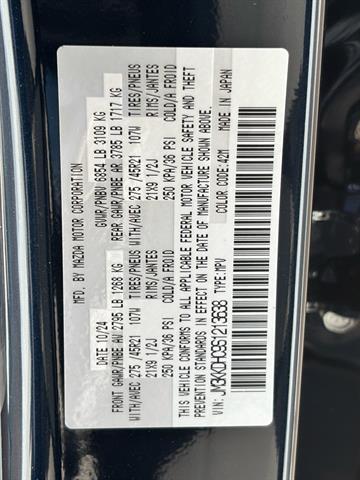 MFD. BY MAZDA MOTOR CORPORATION
10/24 GVWR/PNBV 6854 LB 3109 KG
FRONT GAWR/PNBE AV 2795 LB 1268 KG REAR GAWR/PNBE AR 3785 LB 1717 KG
WITH/AVEC 275 /45R21 107W TIRES/PNEUS WITH/AVEC 275 /45R21 107W TIRES/PNEUS
21X9 1/2J RIMS/JANTES 21X9 1/2J RIMS/JANTES
250 KPA/36 PSI COLD/A FROID 250 KPA/36 PSI COLD/A FROID
THIS VEHICLE CONFORMS TO ALL APPLICABLE FEDERAL MOTOR VEHICLE SAFETY AND THEFT
PREVENTION STANDARDS IN EFFECT ON THE DATE OF MANUFACTURE SHOWN ABOVE.
VIN: TYPE: MPV COLOR CODE: 42M MADE IN JAPAN